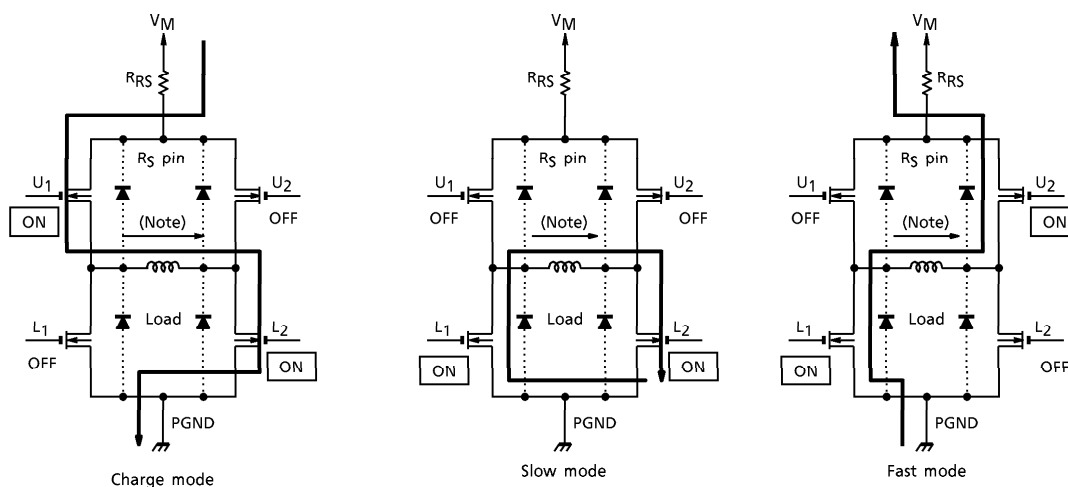 VM
RRS
RS pin
U1
ON
U2
OFF
(Note)
L1
OFF
Load
L2
ON
PGND
Charge mode
VM
RRS
RS pin
U1
OFF
U2
OFF
(Note)
L1
ON
Load
L2
ON
PGND
Slow mode
VM
RRS
RS pin
U1
OFF
U2
ON
(Note)
L1
ON
Load
L2
OFF
PGND
Fast mode